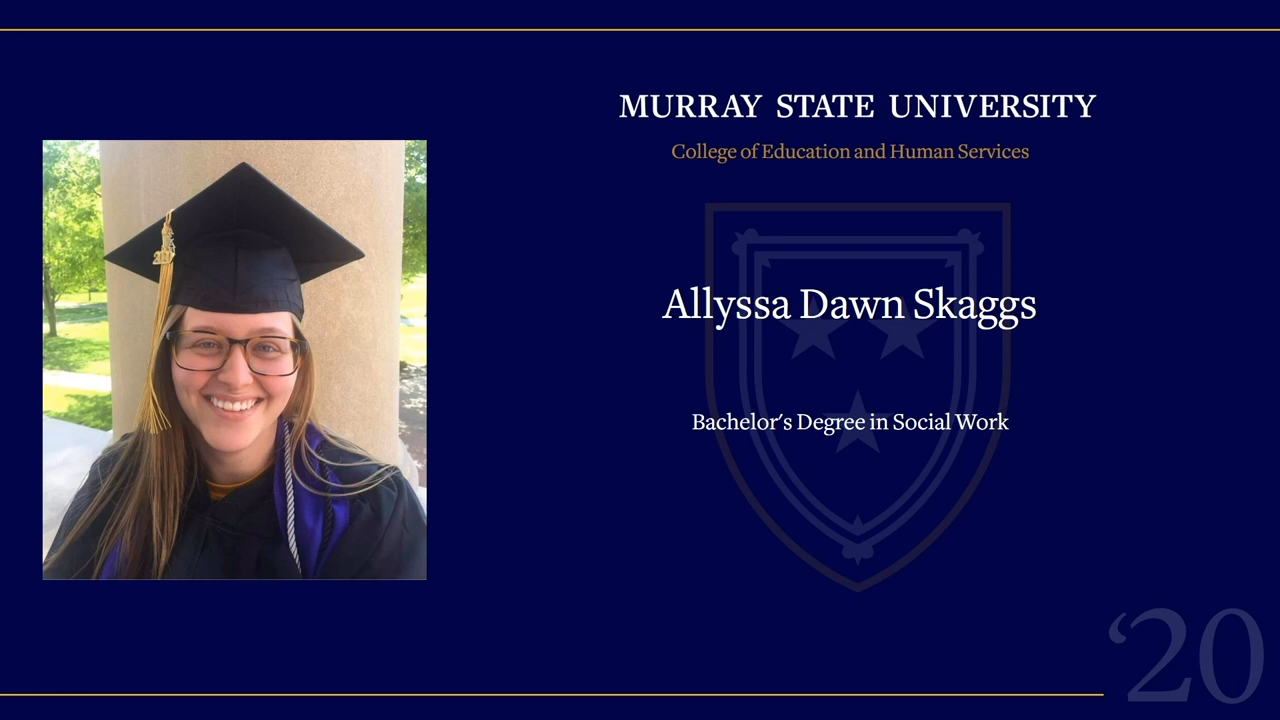 MURRAY STATE UNIVERSITY
College of Education and Human Services
Allyssa Dawn Skaggs
Bachelor's Degree in Social Work
‘20